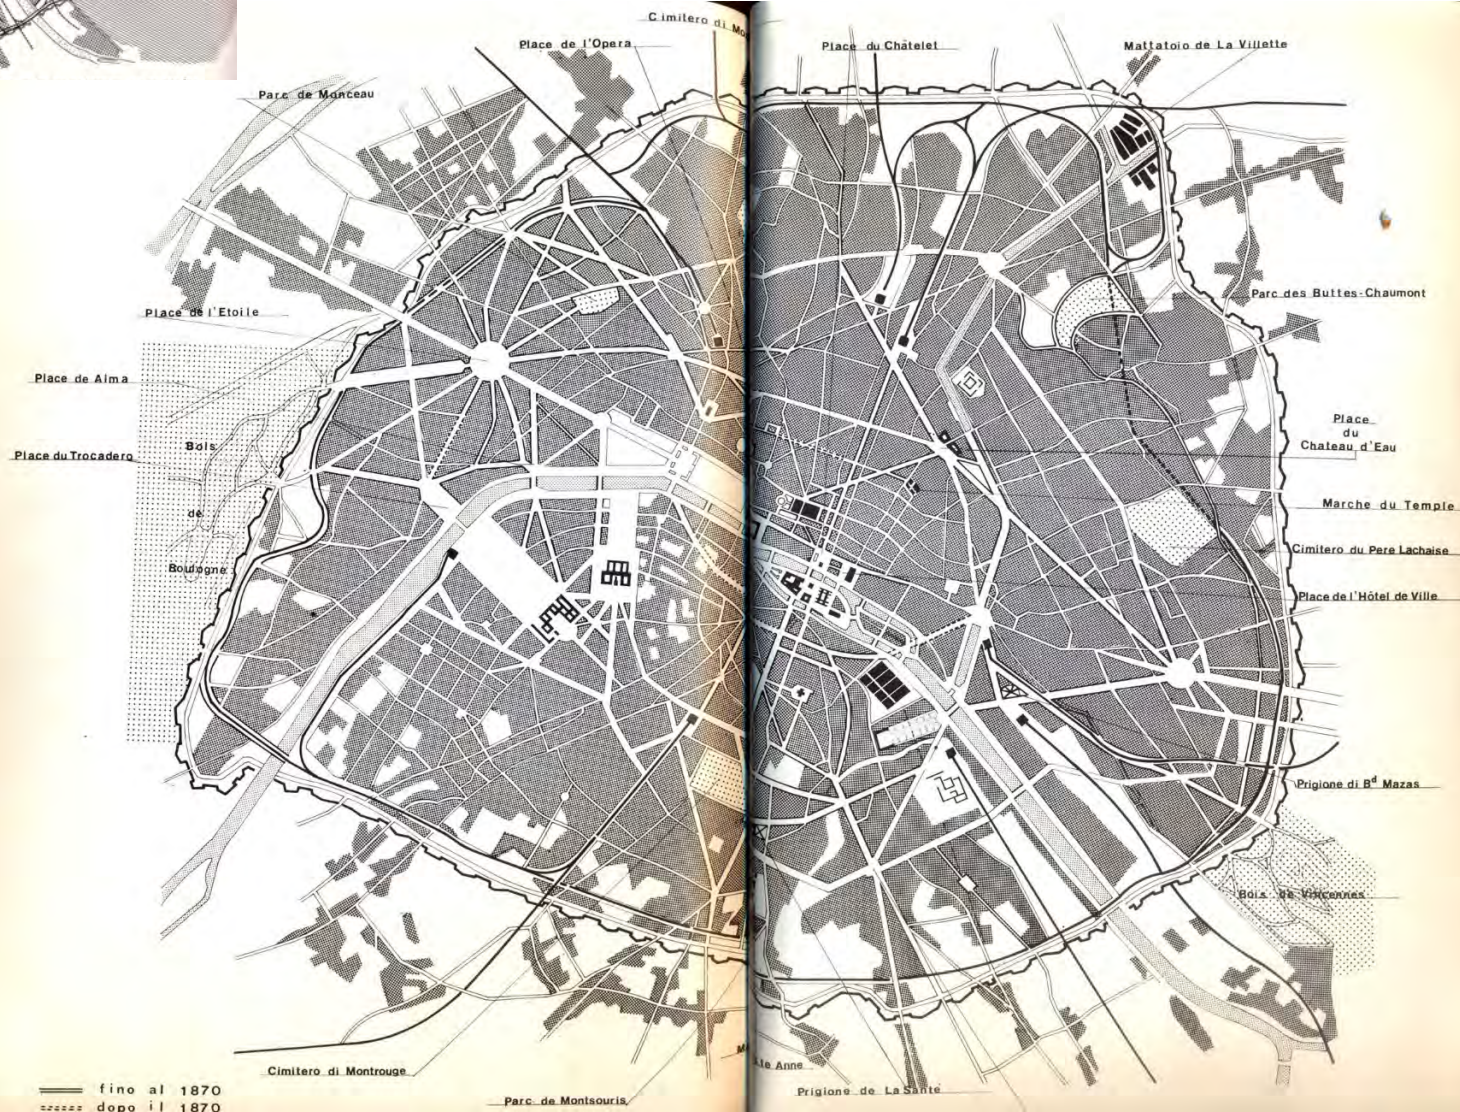 Cimitero di
Place de l'Opera
Place du Châtelet
Mattatoio de La Villette
Parc de Monceau
Parc des Buttes-Chaumont
Place de l'Etoile
Place de Alma
Place
du
Chateau d'Eau
Bois
de
Boulogne
Place du Trocadero
Marche du Temple
Cimitero du Pere Lachaise
Place de l'Hôtel de Ville
Prigione di Bd Mazas
Bois de Vincennes
Cimitero di Montrouge
Anne
Prigione de La Santé
Parc de Montsouris
fino al 1870
dopo il 1870